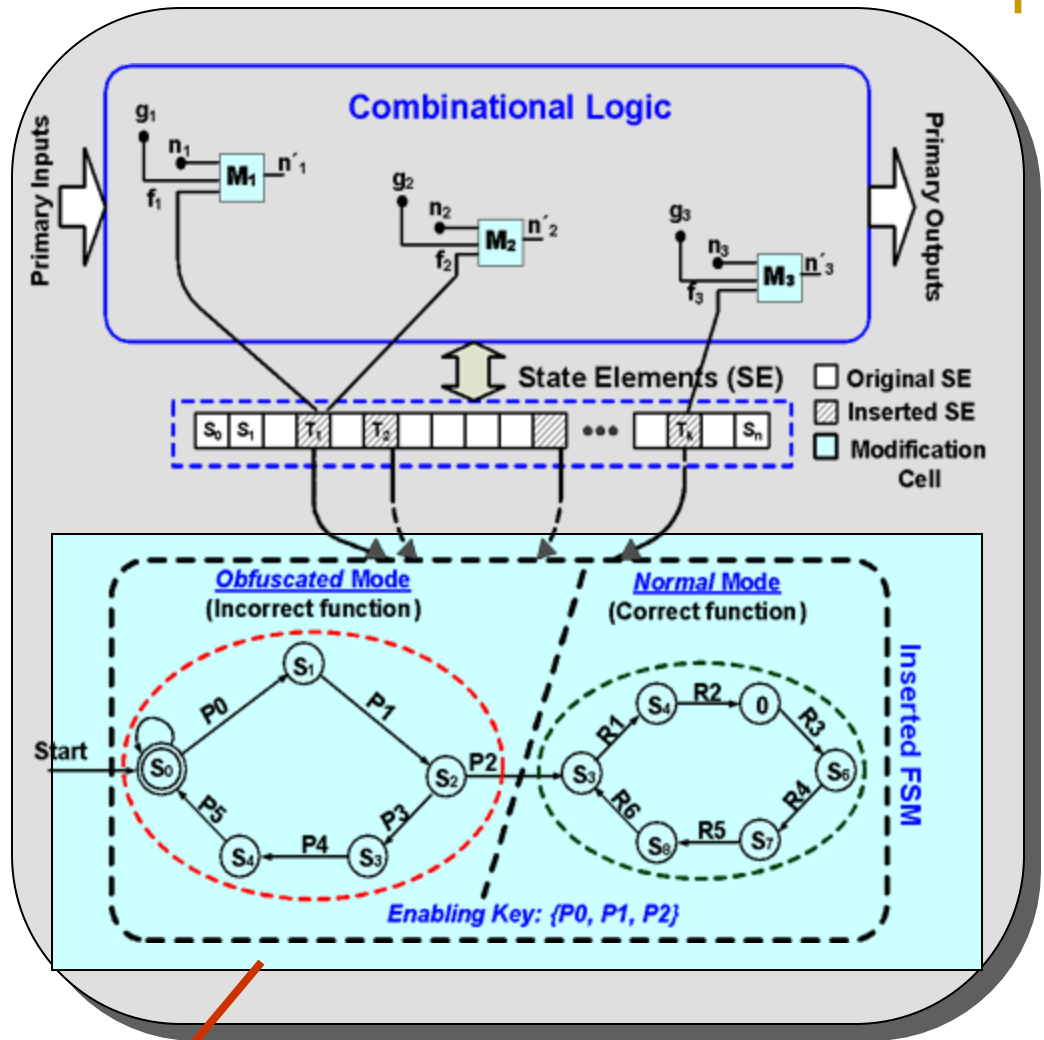 Combinational Logic
Primary Inputs
Primary Outputs
g1
n1
M1
n´1
f1
g2
n2
M2
n´2
f2
g3
n3
M3
n´3
f3
State Elements (SE)
Original SE
Inserted SE
Modification
Cell
S0 S1 T1 T2 ••• Tk Sn
Obfuscated Mode
(Incorrect function)
Normal Mode
(Correct function)
Inserted FSM
Start
S0
P0
S1
P1
S2
P2
P3
S3
P4
S4
P5
S3
R1
S4
R2
0
R3
S6
R4
S7
R5
S8
R6
Enabling Key: {P0, P1, P2}